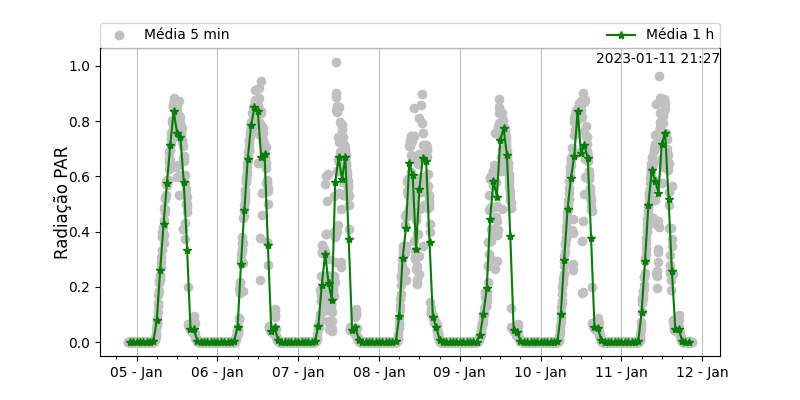 Média 5 min
Média 1 h
2023-01-11 21:27
Radiação PAR
1.0
0.8
0.6
0.4
0.2
0.0
05 - Jan
06 - Jan
07 - Jan
08 - Jan
09 - Jan
10 - Jan
11 - Jan
12 - Jan